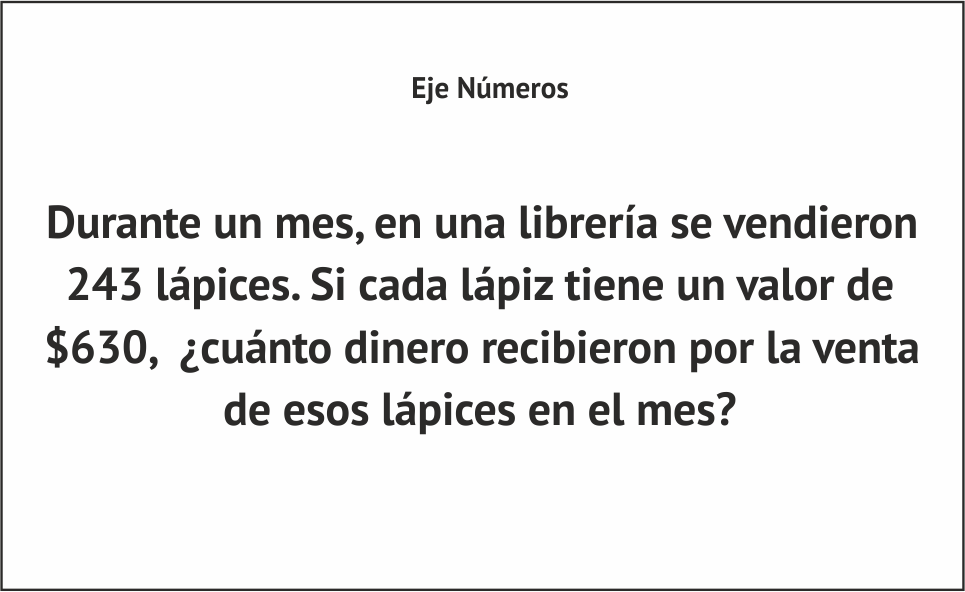 Eje Números
Durante un mes, en una librería se vendieron
243 lápices. Si cada lápiz tiene un valor de
$630,  ¿cuánto dinero recibieron por la venta
de esos lápices en el mes?